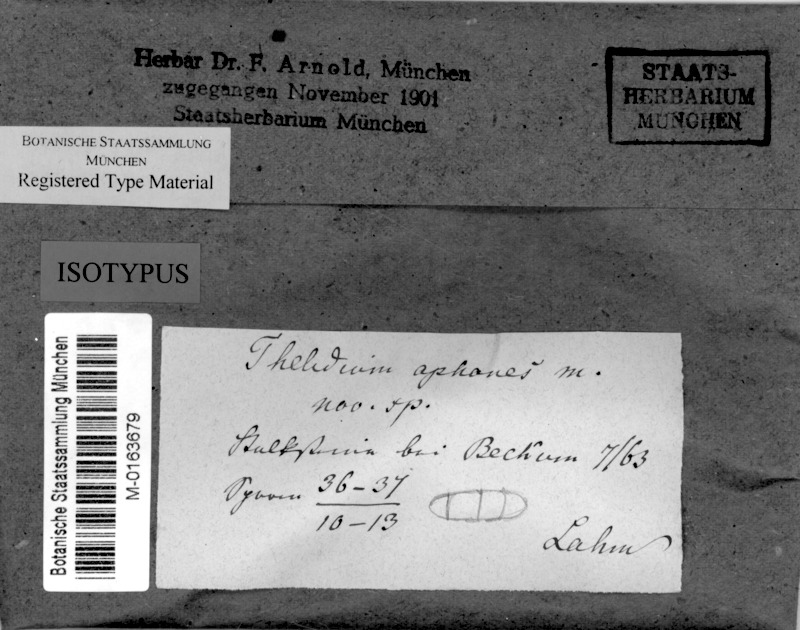 Herbar Dr. F. Arnold, München
zugegangen November 1901
Staatsherbarium München
STAATS-
HERBARIUM
MÜNCHEN
BOTANISCHE STAATSSAMMLUNG
MÜNCHEN
Registered Type Material
ISOTYPUS
Botanische Staatssammlung München
M-0163679
Thelidium aphanes m.
nov. sp.
Kalksteine bei Beckum 7/63
Sporen 36-37
10-13
Lahm